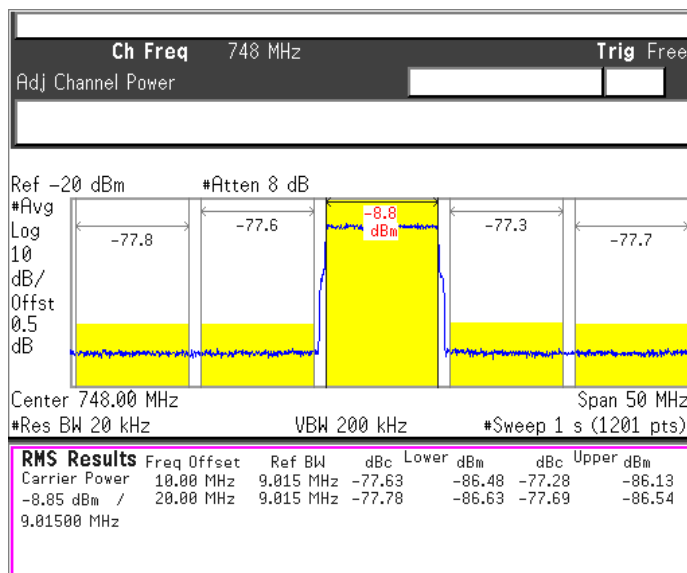 Ch Freq 748 MHz Trig Free
Adj Channel Power
Ref -20 dBm #Atten 8 dB
#Avg
Log
10
dB/
Offst
0.5
dB
-77.8 -77.6 -8.8 dBm -77.3 -77.7
Center 748.00 MHz Span 50 MHz
#Res BW 20 kHz VBW 200 kHz #Sweep 1 s (1201 pts)
RMS Results Freq Offset Ref BW dBc Lower dBm dBc Upper dBm
Carrier Power 10.00 MHz 9.015 MHz -77.63 -86.48 -77.28 -86.13
-8.85 dBm / 20.00 MHz 9.015 MHz -77.78 -86.63 -77.69 -86.54
9.01500 MHz